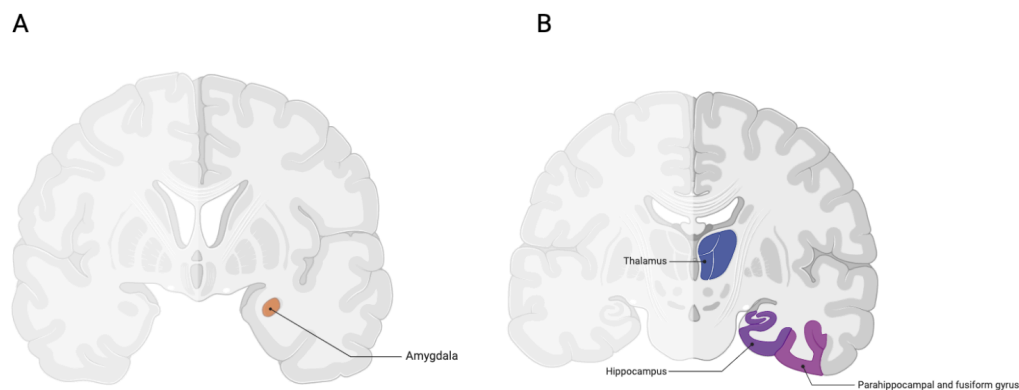 A
B
Thalamus
Amygdala
Hippocampus
Parahippocampal and fusiform gyrus